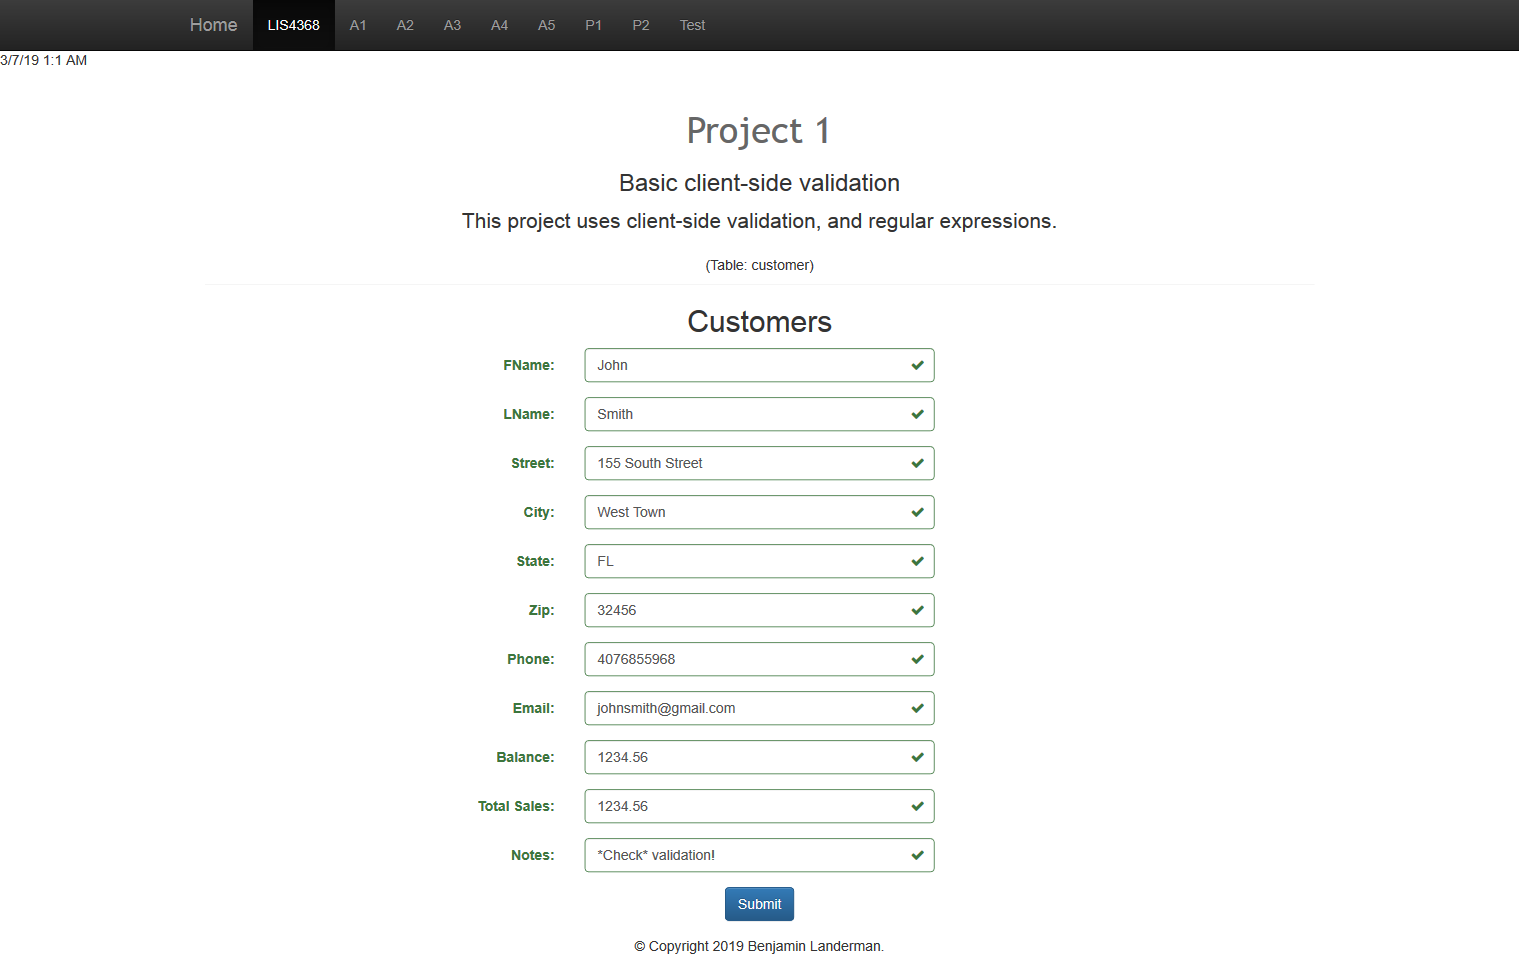 Home LIS4368 A1 A2 A3 A4 A5 P1 P2 Test
3/7/19 1:1 AM
Project 1
Basic client-side validation
This project uses client-side validation, and regular expressions.
(Table: customer)
Customers
FName: John
LName: Smith
Street: 155 South Street
City: West Town
State: FL
Zip: 32456
Phone: 4076855968
Email: johnsmith@gmail.com
Balance: 1234.56
Total Sales: 1234.56
Notes: *Check* validation!
Submit
© Copyright 2019 Benjamin Landerman.